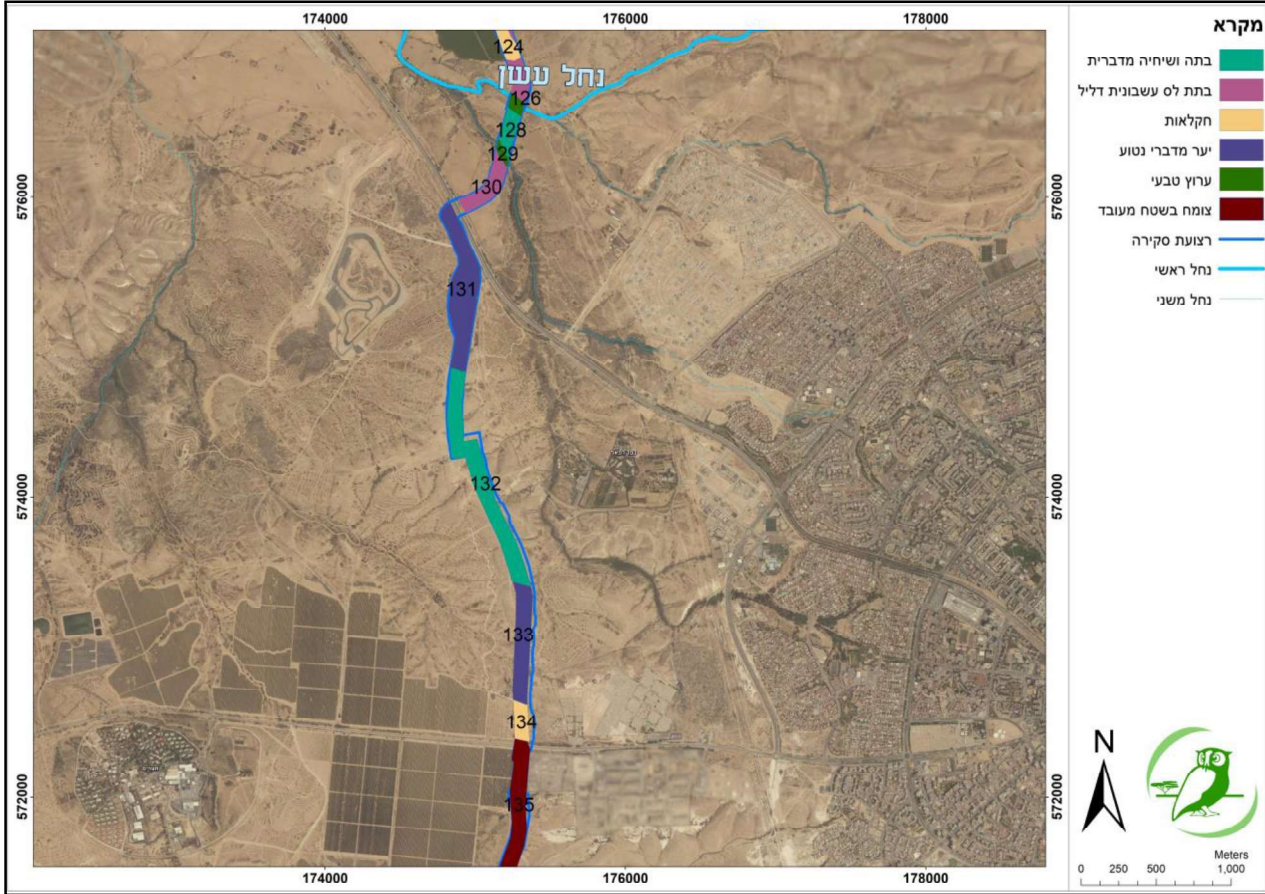 174000 176000 178000
576000
574000
572000
576000
574000
572000
174000 176000 178000
נחל עשן
124
126
128
129
130
131
132
133
134
135
מקרא
בתה ושיחיה מדברית
בתת לס עשבונית דליל
חקלאות
יער מדברי נטוע
ערוץ טבעי
צומח בשטח מעובד
רצועת סקירה
נחל ראשי
נחל משני
N
Meters
0 250 500 1,000